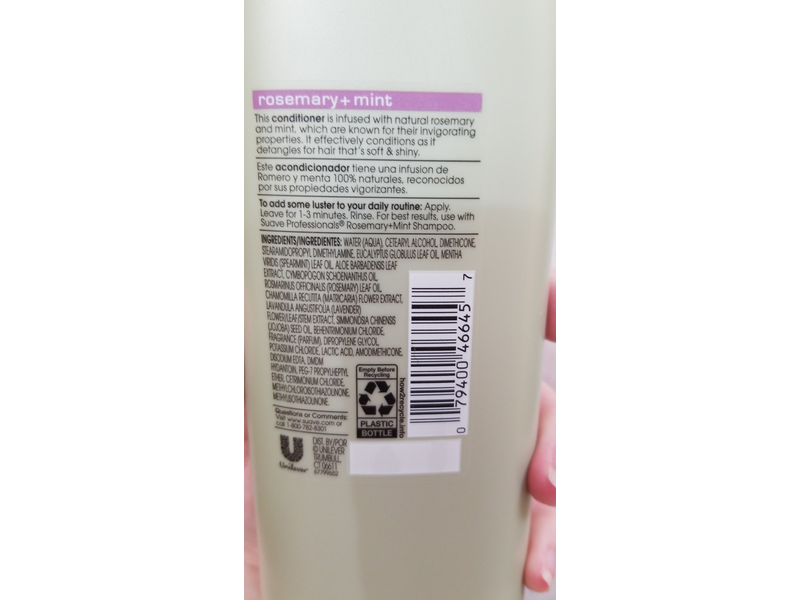 rosemary+mint
This conditioner is infused with natural rosemary
and mint, which are known for their invigorating
properties. It effectively conditions as it
detangles for hair that's soft & shiny.
Este acondicionador tiene una infusion de
Romero y menta 100% naturales, reconocidos
por sus propiedades vigorizantes.
To add some luster to your daily routine: Apply.
Leave for 1-3 minutes. Rinse. For best results, use with
Suave Professionals® Rosemary+Mint Shampoo.
INGREDIENTS/INGREDIENTES: WATER (AQUA), CETEARYL ALCOHOL, DIMETHICONE,
STEARAMIDOPROPYL DIMETHYLAMINE, EUCALYPTUS GLOBULUS LEAF OIL, MENTHA
VIRIDIS (SPEARMINT) LEAF OIL, ALOE BARBADENSIS LEAF
EXTRACT, CYMBOPOGON SCHOENANTHUS OIL,
ROSMARINUS OFFICINALIS (ROSEMARY) LEAF OIL,
CHAMOMILLA RECUTITA (MATRICARIA) FLOWER EXTRACT,
LAVANDULA ANGUSTIFOLIA (LAVENDER)
FLOWER/LEAF/STEM EXTRACT, SIMMONDSIA CHINENSIS
(JOJOBA) SEED OIL, BEHENTRIMONIUM CHLORIDE,
FRAGRANCE (PARFUM), DIPROPYLENE GLYCOL,
POTASSIUM CHLORIDE, LACTIC ACID, AMODIMETHICONE,
DISODIUM EDTA, DMDM
HYDANTOIN, PEG-7 PROPYLHEPTYL
ETHER, CETRIMONIUM CHLORIDE,
METHYLCHLOROISOTHIAZOLINONE,
METHYLISOTHIAZOLINONE.
Questions or Comments:
Visit www.suave.com or
call 1-800-782-8301
Unilever
DIST. BY/POR
© UNILEVER
TRUMBULL,
CT 06611
67799662
Empty Before
Recycling
PLASTIC
BOTTLE
how2recycle.info
0 79400 46645 7